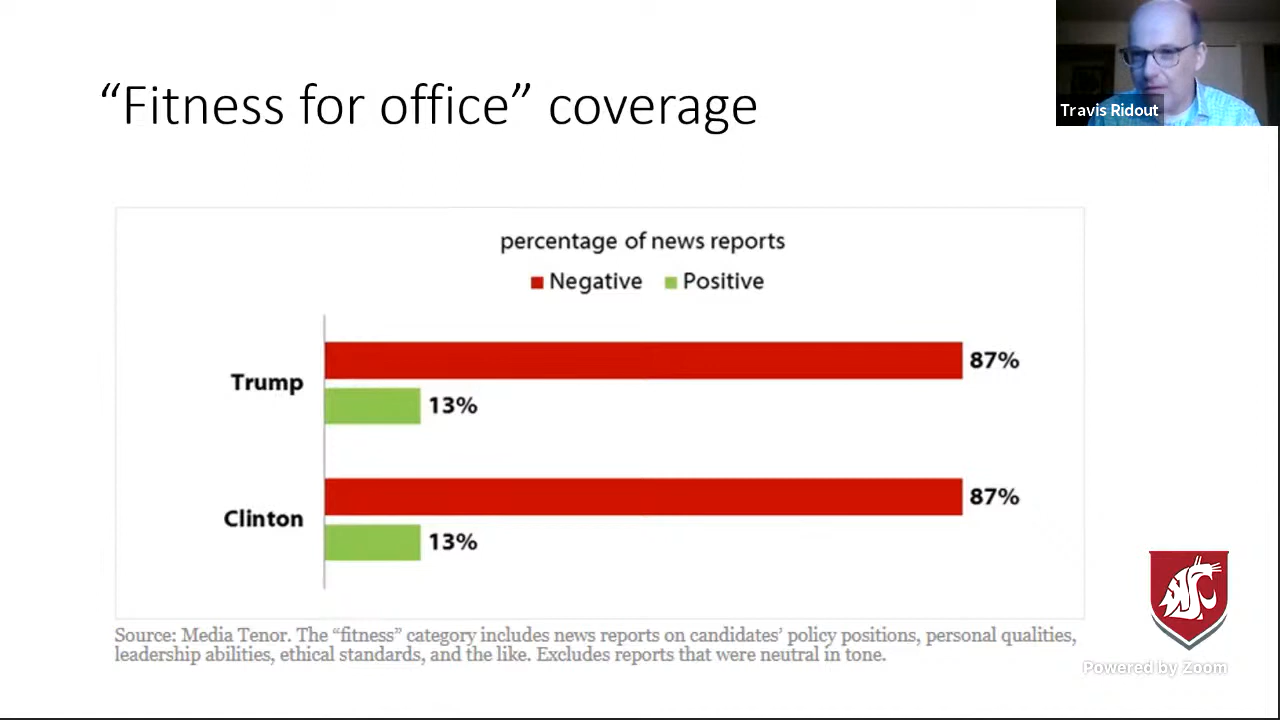 “Fitness for office” coverage
Travis Ridout
percentage of news reports
Negative Positive
Trump
87%
13%
Clinton
87%
13%
Source: Media Tenor. The “fitness” category includes news reports on candidates’ policy positions, personal qualities,
leadership abilities, ethical standards, and the like. Excludes reports that were neutral in tone.
Powered by Zoom